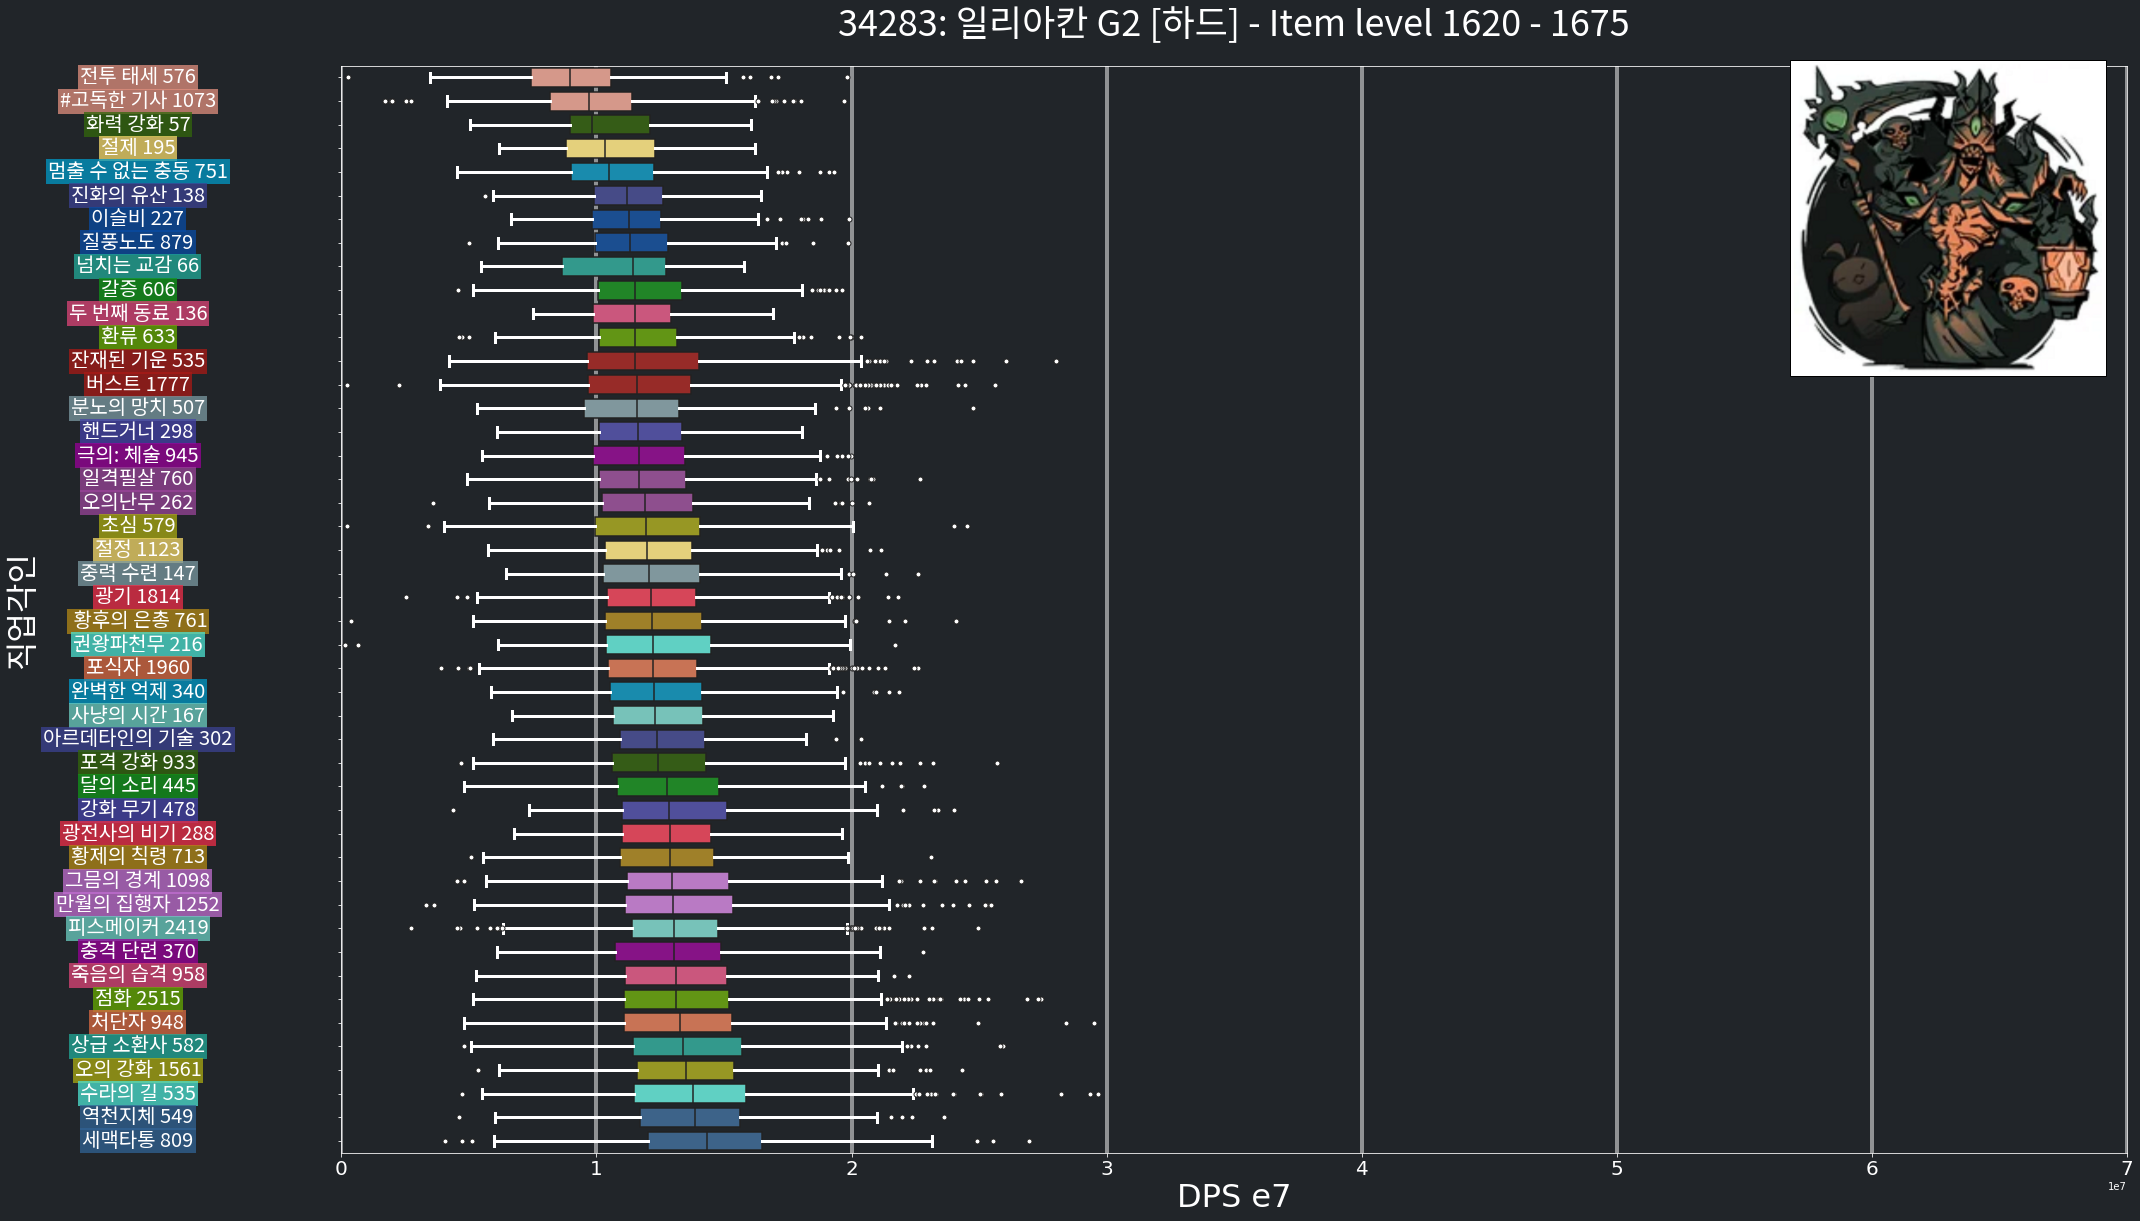 34283: 일리아칸 G2 [하드] - Item level 1620 - 1675
전투 태세 576
#고독한 기사 1073
화력 강화 57
절제 195
멈출 수 없는 충동 751
진화의 유산 138
이슬비 227
질풍노도 879
넘치는 교감 66
갈증 606
두 번째 동료 136
환류 633
잔재된 기운 535
버스트 1777
분노의 망치 507
핸드거너 298
극의: 체술 945
일격필살 760
오의난무 262
초심 579
절정 1123
중력 수련 147
광기 1814
황후의 은총 761
권왕파천무 216
포식자 1960
완벽한 억제 340
사냥의 시간 167
아르데타인의 기술 302
포격 강화 933
달의 소리 445
강화 무기 478
광전사의 비기 288
황제의 칙령 713
그믐의 경계 1098
만월의 집행자 1252
피스메이커 2419
충격 단련 370
죽음의 습격 958
점화 2515
처단자 948
상급 소환사 582
오의 강화 1561
수라의 길 535
역천지체 549
세맥타통 809
직업각인
0 1 2 3 4 5 6 7
DPS e7
1e7